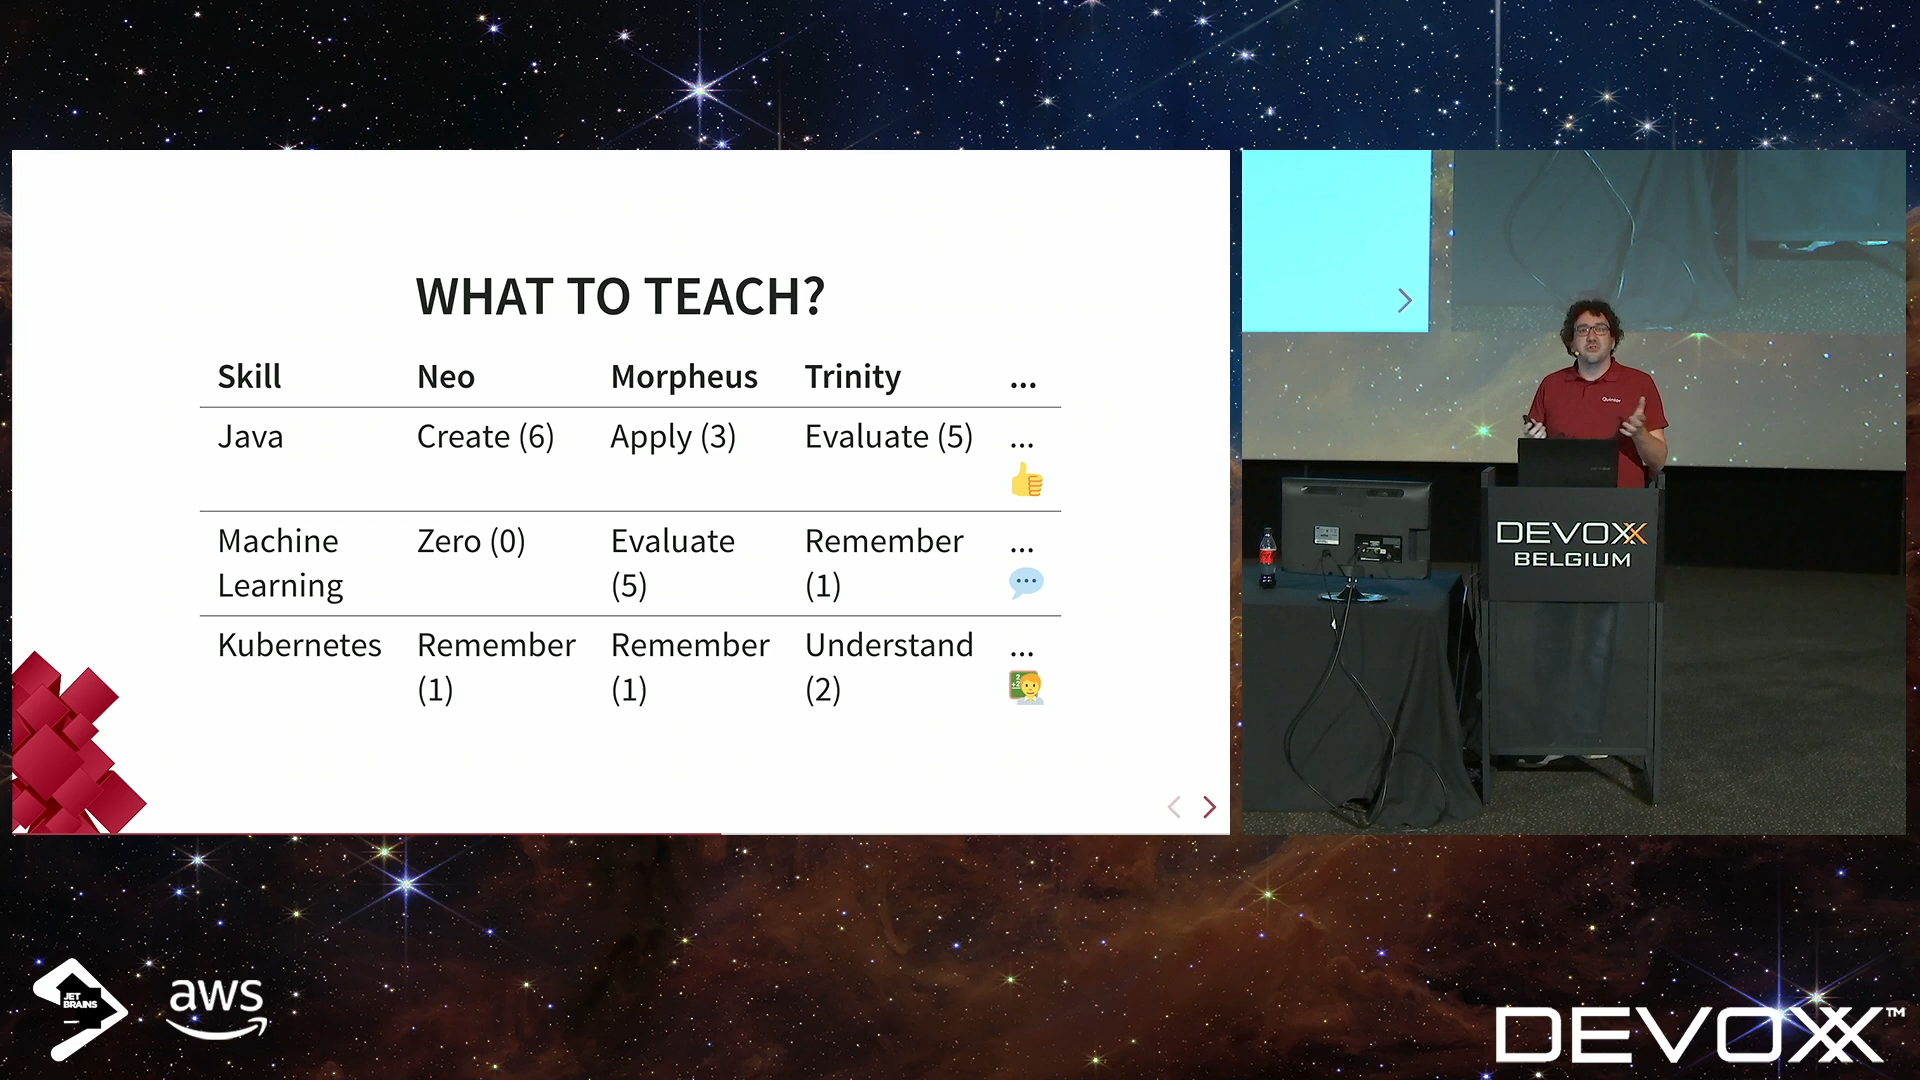 WHAT TO TEACH?
Skill Neo Morpheus Trinity ...
Java Create (6) Apply (3) Evaluate (5) ...
Machine Learning Zero (0) Evaluate (5) Remember (1) ...
Kubernetes Remember (1) Remember (1) Understand (2) ...
Quintor
DEVOXX
BELGIUM
JET
BRAINS
aws
DEVOXX™